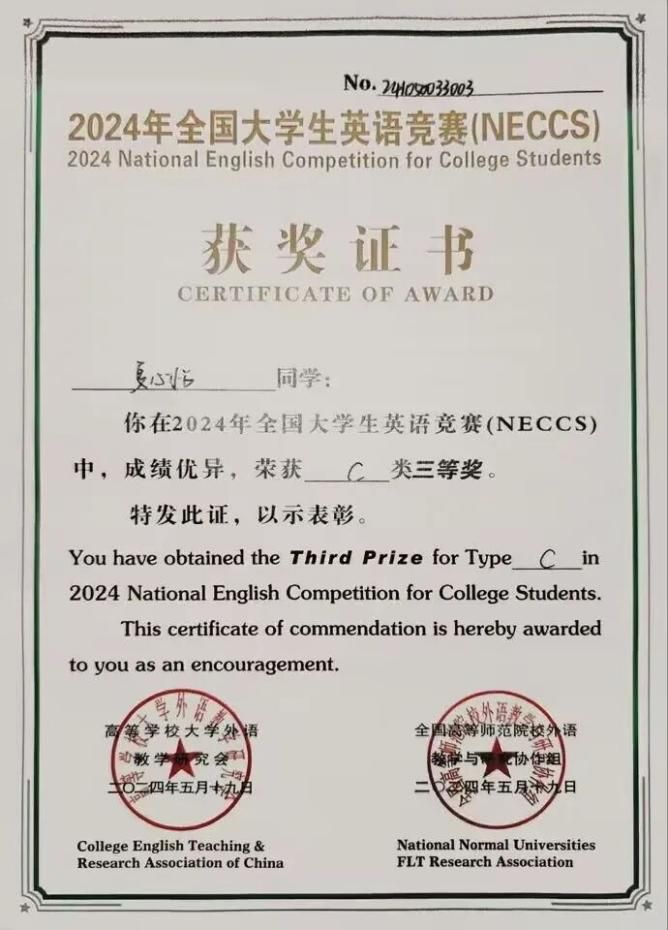 No. 241050033003
2024年全国大学生英语竞赛(NECCS)
2024 National English Competition for College Students
获奖证书
CERTIFICATE OF AWARD
夏心怡 同学:
你在2024年全国大学生英语竞赛(NECCS)
中，成绩优异，荣获 C 类三等奖。
特发此证，以示表彰。
You have obtained the Third Prize for Type C in
2024 National English Competition for College Students.
This certificate of commendation is hereby awarded
to you as an encouragement.
高等学校大学外语
教学研究会
二〇二四年五月十九日
College English Teaching &
Research Association of China
全国高等师范院校外语
教学与研究协作组
二〇二四年五月十九日
National Normal Universities
FLT Research Association